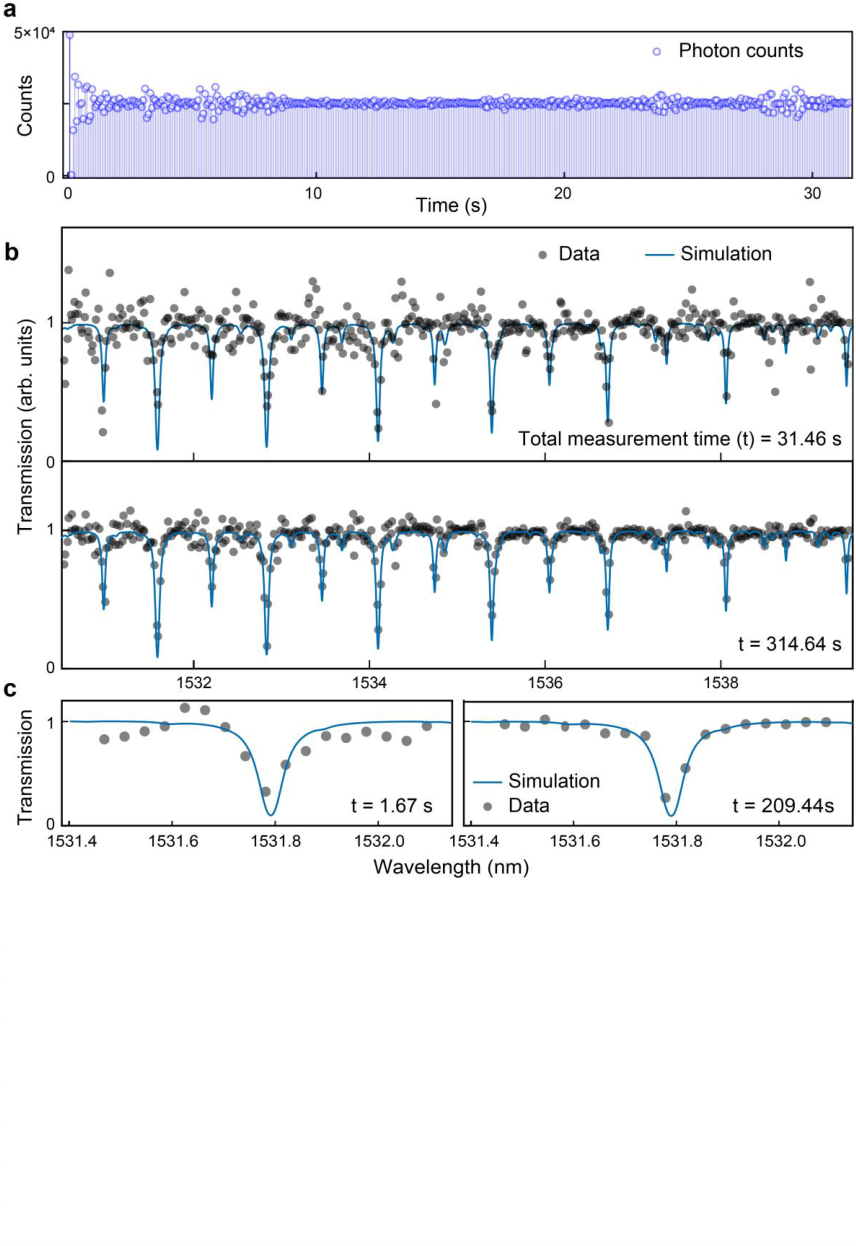 a
5×10⁴
Photon counts
Counts
0
0 10 20 30
Time (s)
b
Data Simulation
1
Transmission (arb. units)
Total measurement time (t) = 31.46 s
0
1
t = 314.64 s
0
1532 1534 1536 1538
c
1
Transmission
Simulation
Data
t = 1.67 s
t = 209.44s
0
1531.4 1531.6 1531.8 1532.0 1531.4 1531.6 1531.8 1532.0
Wavelength (nm)